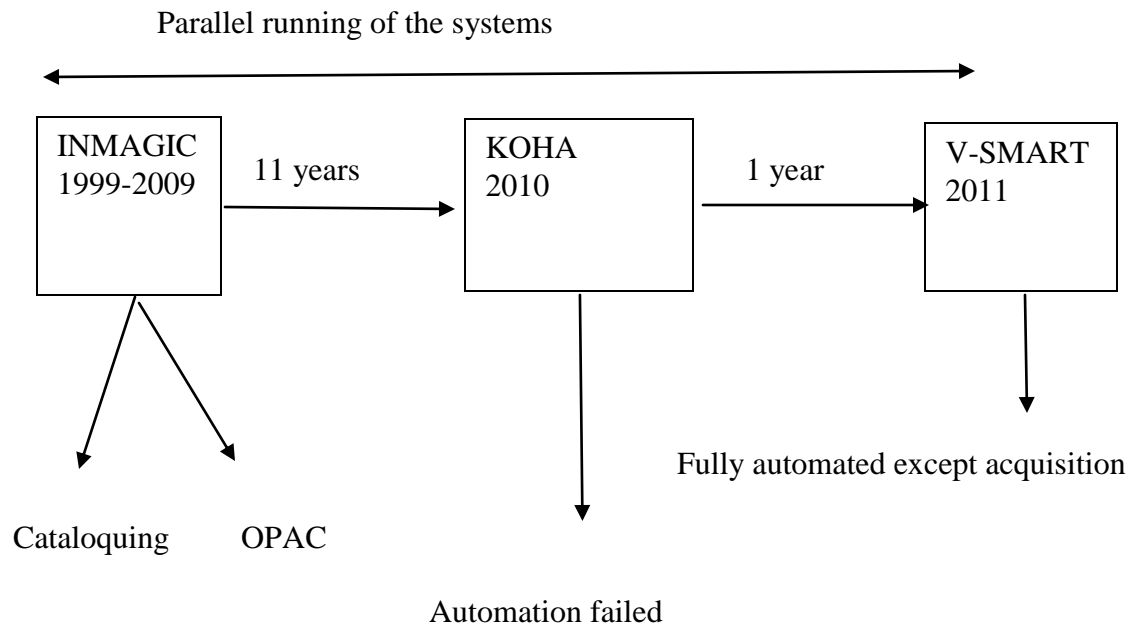 Parallel running of the systems
INMAGIC
1999-2009
11 years
KOHA
2010
1 year
V-SMART
2011
Fully automated except acquisition
Cataloquing
OPAC
Automation failed